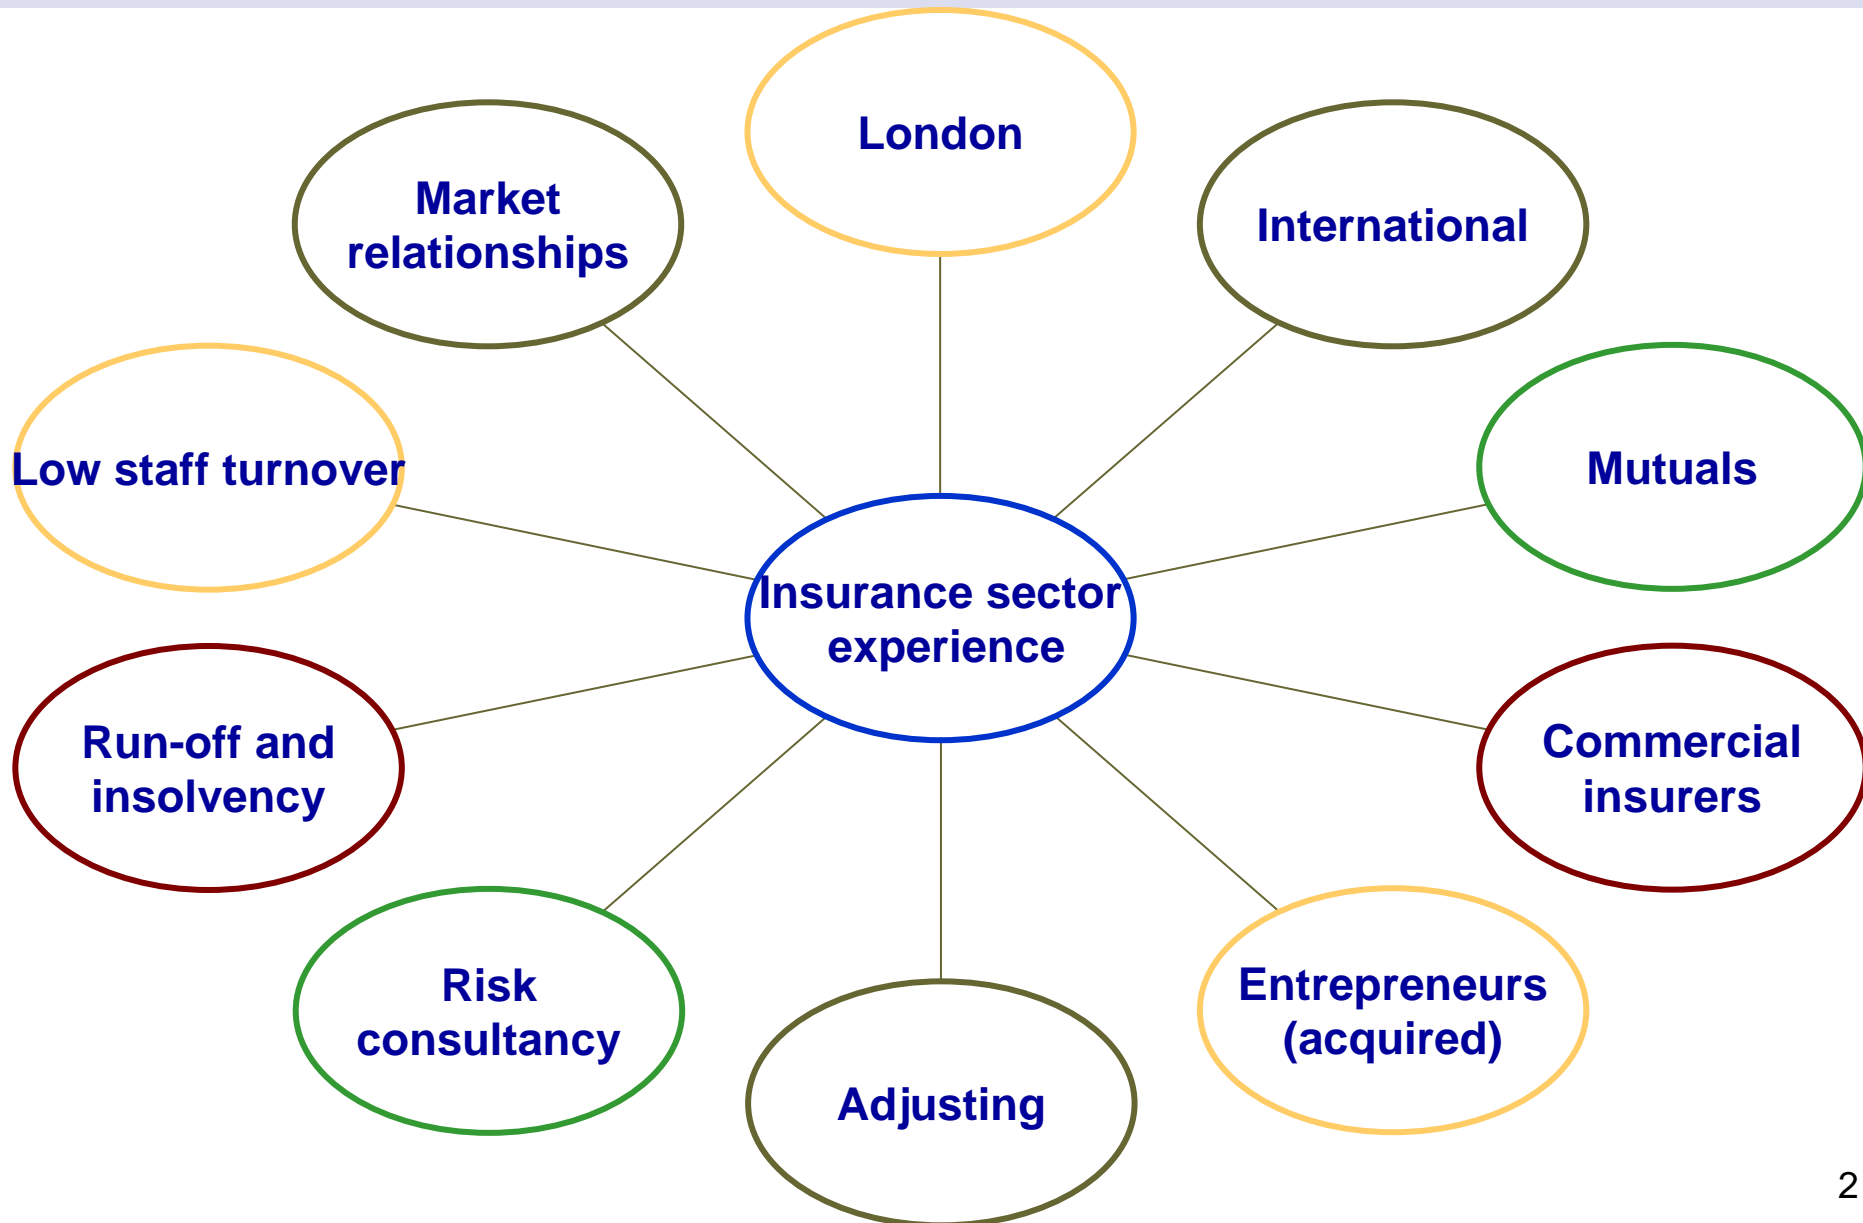 London
Market
relationships
International
Low staff turnover
Mutuals
Insurance sector
experience
Run-off and
insolvency
Commercial
insurers
Risk
consultancy
Entrepreneurs
(acquired)
Adjusting
2